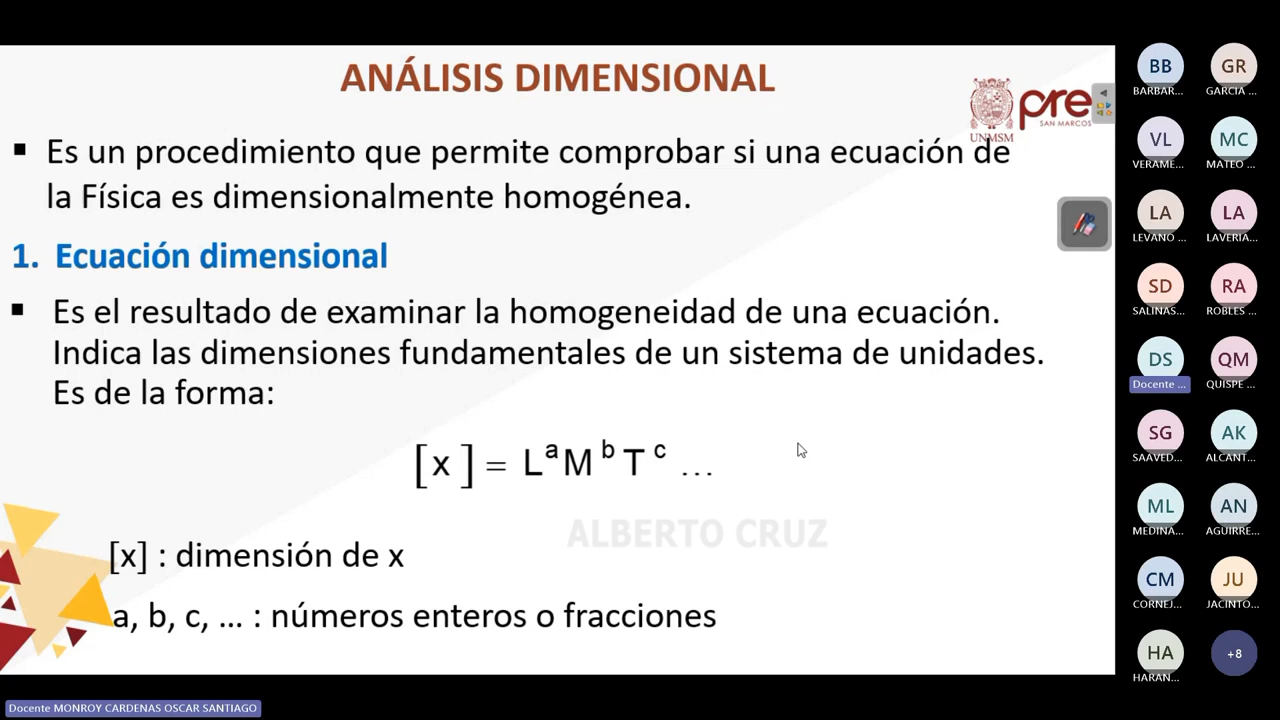 ANÁLISIS DIMENSIONAL
UNMSM
pre
SAN MARCOS
▪ Es un procedimiento que permite comprobar si una ecuación de
la Física es dimensionalmente homogénea.
1. Ecuación dimensional
▪ Es el resultado de examinar la homogeneidad de una ecuación.
Indica las dimensiones fundamentales de un sistema de unidades.
Es de la forma:
[x] = LᵃMᵇTᶜ ...
ALBERTO CRUZ
[x] : dimensión de x
a, b, c, ... : números enteros o fracciones
BB GR
BARBAR... GARCIA ...
VL MC
VERAME... MATEO ...
LA LA
LEVANO ... LAVERIA...
SD RA
SALINAS... ROBLES ...
DS QM
Docente ... QUISPE ...
SG AK
SAAVED... ALCANT...
ML AN
MEDINA... AGUIRRE...
CM JU
CORNEJ... JACINTO...
HA +8
HARAN...
Docente MONROY CARDENAS OSCAR SANTIAGO